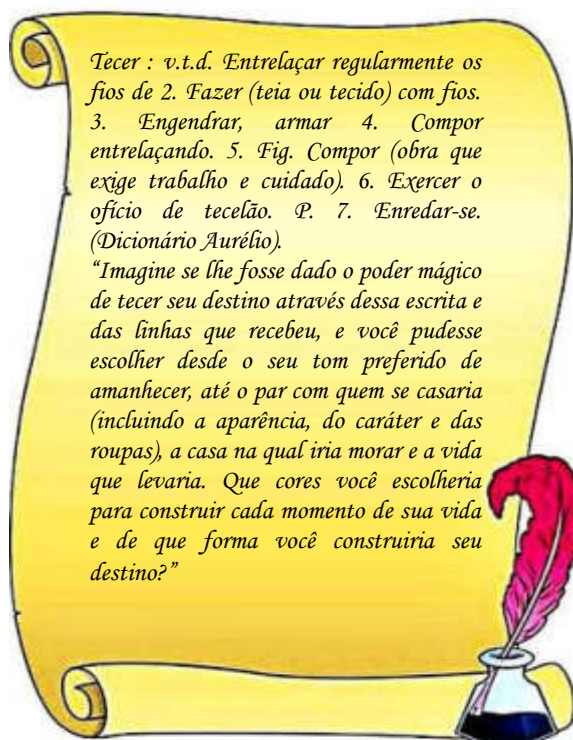 Tecer : v.t.d. Entrelaçar regularmente os
fios de 2. Fazer (teia ou tecido) com fios.
3. Engendrar, armar 4. Compor
entrelaçando. 5. Fig. Compor (obra que
exige trabalho e cuidado). 6. Exercer o
ofício de tecelão. P. 7. Enredar-se.
(Dicionário Aurélio).
“Imagine se lhe fosse dado o poder mágico
de tecer seu destino através dessa escrita e
das linhas que recebeu, e você pudesse
escolher desde o seu tom preferido de
amanhecer, até o par com quem se casaria
(incluindo a aparência, do caráter e das
roupas), a casa na qual iria morar e a vida
que levaria. Que cores você escolheria
para construir cada momento de sua vida
e de que forma você construiria seu
destino?”